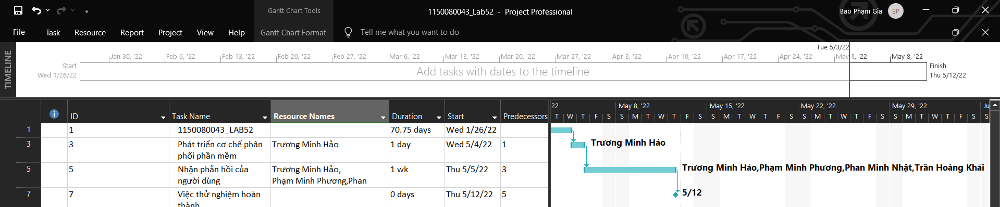 Gantt Chart Tools
1150080043_Lab52 - Project Professional
Bảo Phạm Gia
BP
File Task Resource Report Project View Help Gantt Chart Format Tell me what you want to do
TIMELINE
Tue 5/3/22
Jan 30, '22 Feb 6, '22 Feb 13, '22 Feb 20, '22 Feb 27, '22 Mar 6, '22 Mar 13, '22 Mar 20, '22 Mar 27, '22 Apr 3, '22 Apr 10, '22 Apr 17, '22 Apr 24, '22 May 1, '22 May 8, '22
Start
Wed 1/26/22
Add tasks with dates to the timeline
Finish
Thu 5/12/22
22 May 8, '22 May 15, '22 May 22, '22 May 29, '22 Ju
ID Task Name Resource Names Duration Start Predecessors
T W T F S S M T W T F S S M T W T F S S M T W T F S S M T W T F S S
1 1 1150080043_LAB52 70.75 days Wed 1/26/22
3 3 Phát triển cơ chế phân Trương Minh Hảo 1 day Wed 5/4/22 1
phối phần mềm
Trương Minh Hảo
5 5 Nhận phản hồi của Trương Minh Hảo, 1 wk Thu 5/5/22 3
người dùng Phạm Minh Phương,Phan
Trương Minh Hảo,Phạm Minh Phương,Phan Minh Nhật,Trần Hoàng Khải
7 7 Việc thử nghiệm hoàn 0 days Thu 5/12/22 5
thành
5/12